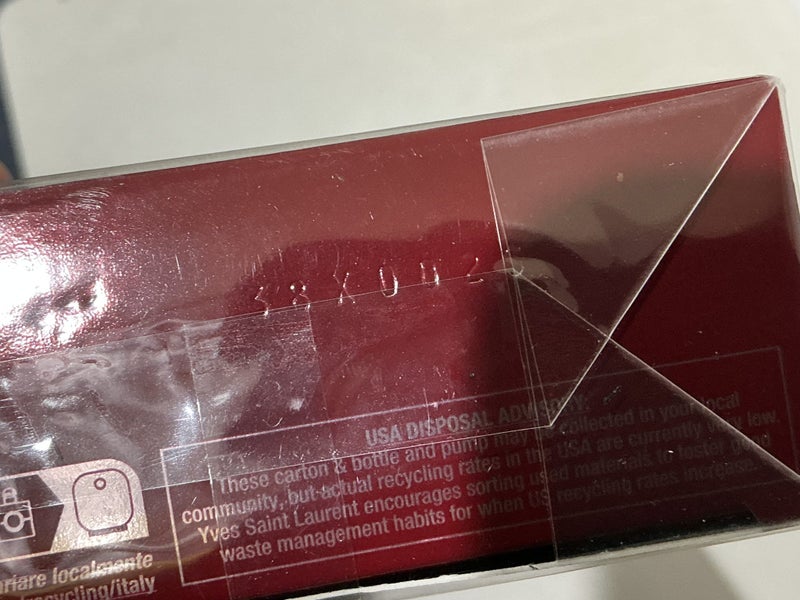 38X002
USA DISPOSAL ADVISORY:
These carton & bottle and pump may be collected in your local
community, but actual recycling rates in the USA are currently very low.
Yves Saint Laurent encourages sorting used materials to foster good
waste management habits for when US recycling rates increase.
localmente
recycling/italy